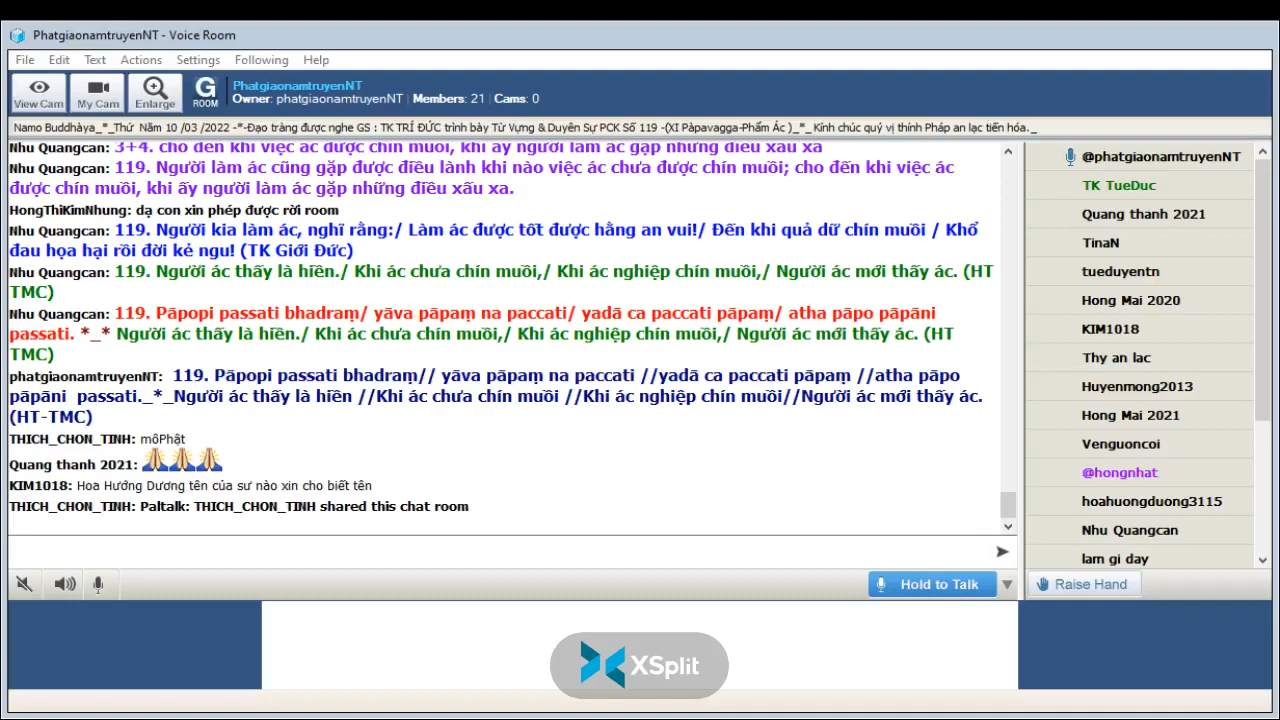 PhatgiaonamtruyenNT - Voice Room
File Edit Text Actions Settings Following Help
View Cam My Cam Enlarge G ROOM
PhatgiaonamtruyenNT
Owner: phatgiaonamtruyenNT Members: 21 Cams: 0
Namo Buddhàya_*_Thứ Năm 10 /03 /2022 -*-Đạo tràng được nghe GS : TK TRÍ ĐỨC trình bày Từ Vựng & Duyên Sự PCK Số 119 -(XI Pàpavagga-Phẩm Ác )_*_ Kính chúc quý vị thính Pháp an lạc tiến hóa._
Nhu Quangcan: 3+4. cho đến khi việc ác được chín muồi, khi ấy người làm ác gặp những điều xấu xa
Nhu Quangcan: 119. Người làm ác cũng gặp được điều lành khi nào việc ác chưa được chín muồi; cho đến khi việc ác
được chín muồi, khi ấy người làm ác gặp những điều xấu xa.
HongThiKimNhung: dạ con xin phép được rời room
Nhu Quangcan: 119. Người kia làm ác, nghĩ rằng:/ Làm ác được tốt được hằng an vui!/ Đến khi quả dữ chín muồi / Khổ
đau họa hại rồi đời kẻ ngu! (TK Giới Đức)
Nhu Quangcan: 119. Người ác thấy là hiền./ Khi ác chưa chín muồi,/ Khi ác nghiệp chín muồi,/ Người ác mới thấy ác. (HT
TMC)
Nhu Quangcan: 119. Pāpopi passati bhadraṃ/ yāva pāpaṃ na paccati/ yadā ca paccati pāpaṃ/ atha pāpo pāpāni
passati. *_* Người ác thấy là hiền./ Khi ác chưa chín muồi,/ Khi ác nghiệp chín muồi,/ Người ác mới thấy ác. (HT
TMC)
phatgiaonamtruyenNT: 119. Pāpopi passati bhadraṃ// yāva pāpaṃ na paccati //yadā ca paccati pāpaṃ //atha pāpo
pāpāni passati._*_Người ác thấy là hiền //Khi ác chưa chín muồi //Khi ác nghiệp chín muồi//Người ác mới thấy ác.
(HT-TMC)
THICH_CHON_TINH: môPhật
Quang thanh 2021:
KIM1018: Hoa Hướng Dương tên của sư nào xin cho biết tên
THICH_CHON_TINH: Paltalk: THICH_CHON_TINH shared this chat room
@phatgiaonamtruyenNT
TK TueDuc
Quang thanh 2021
TinaN
tueduyentn
Hong Mai 2020
KIM1018
Thy an lac
Huyenmong2013
Hong Mai 2021
Venguoncoi
@hongnhat
hoahuongduong3115
Nhu Quangcan
lam gi day
Hold to Talk
Raise Hand
XSplit